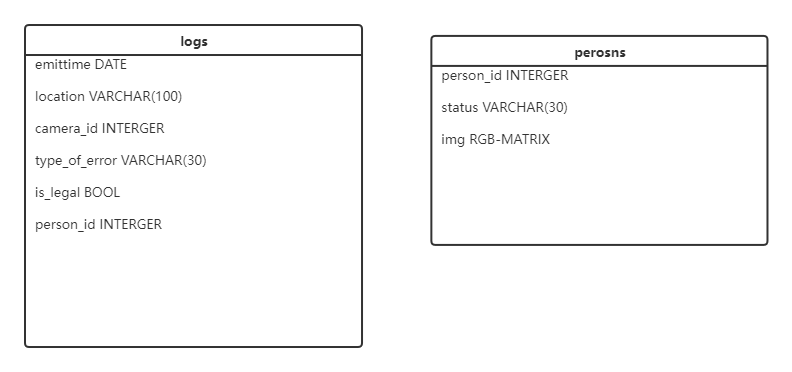 logs
emittime DATE
location VARCHAR(100)
camera_id INTERGER
type_of_error VARCHAR(30)
is_legal BOOL
person_id INTERGER
perosns
person_id INTERGER
status VARCHAR(30)
img RGB-MATRIX